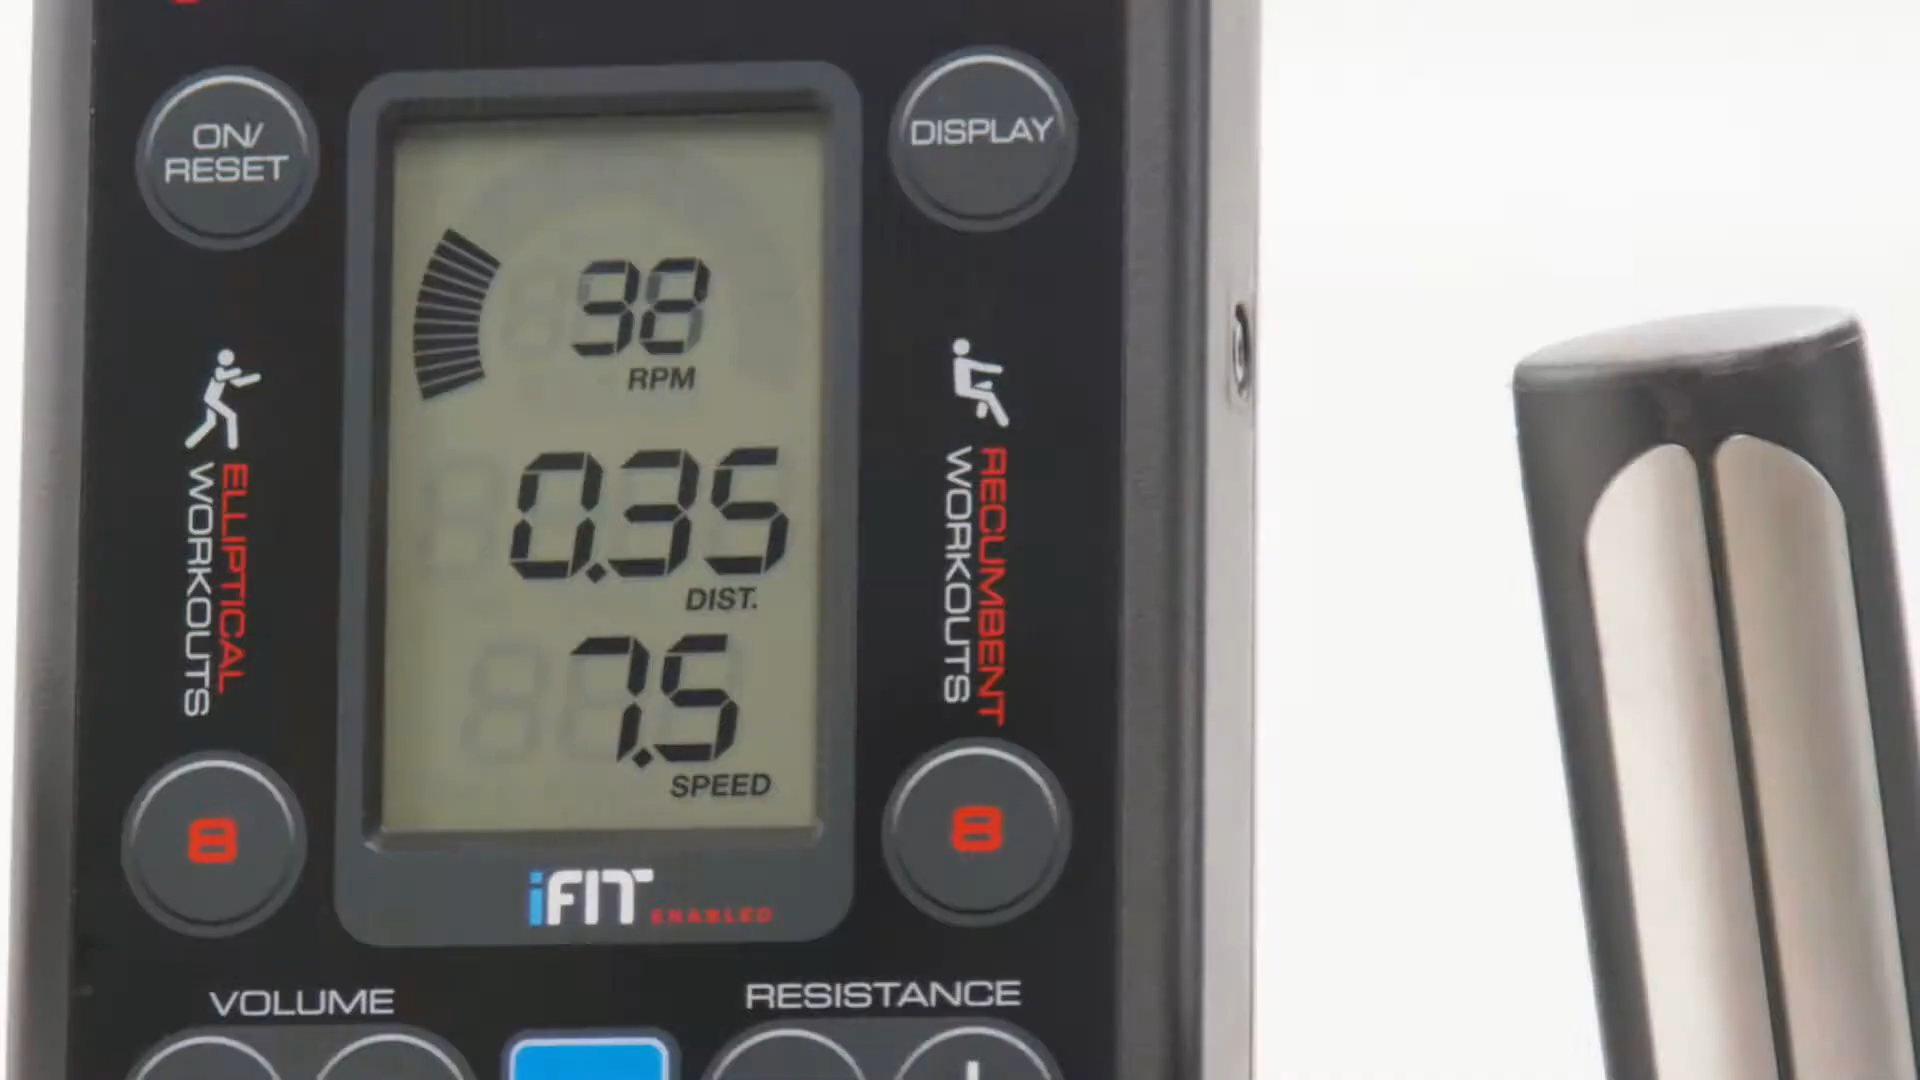 ON/
RESET
DISPLAY
RPM
0.35
DIST.
7.5
SPEED
ELLIPTICAL
WORKOUTS
RECUMBENT
WORKOUTS
8
8
iFIT ENABLED
VOLUME
RESISTANCE
+